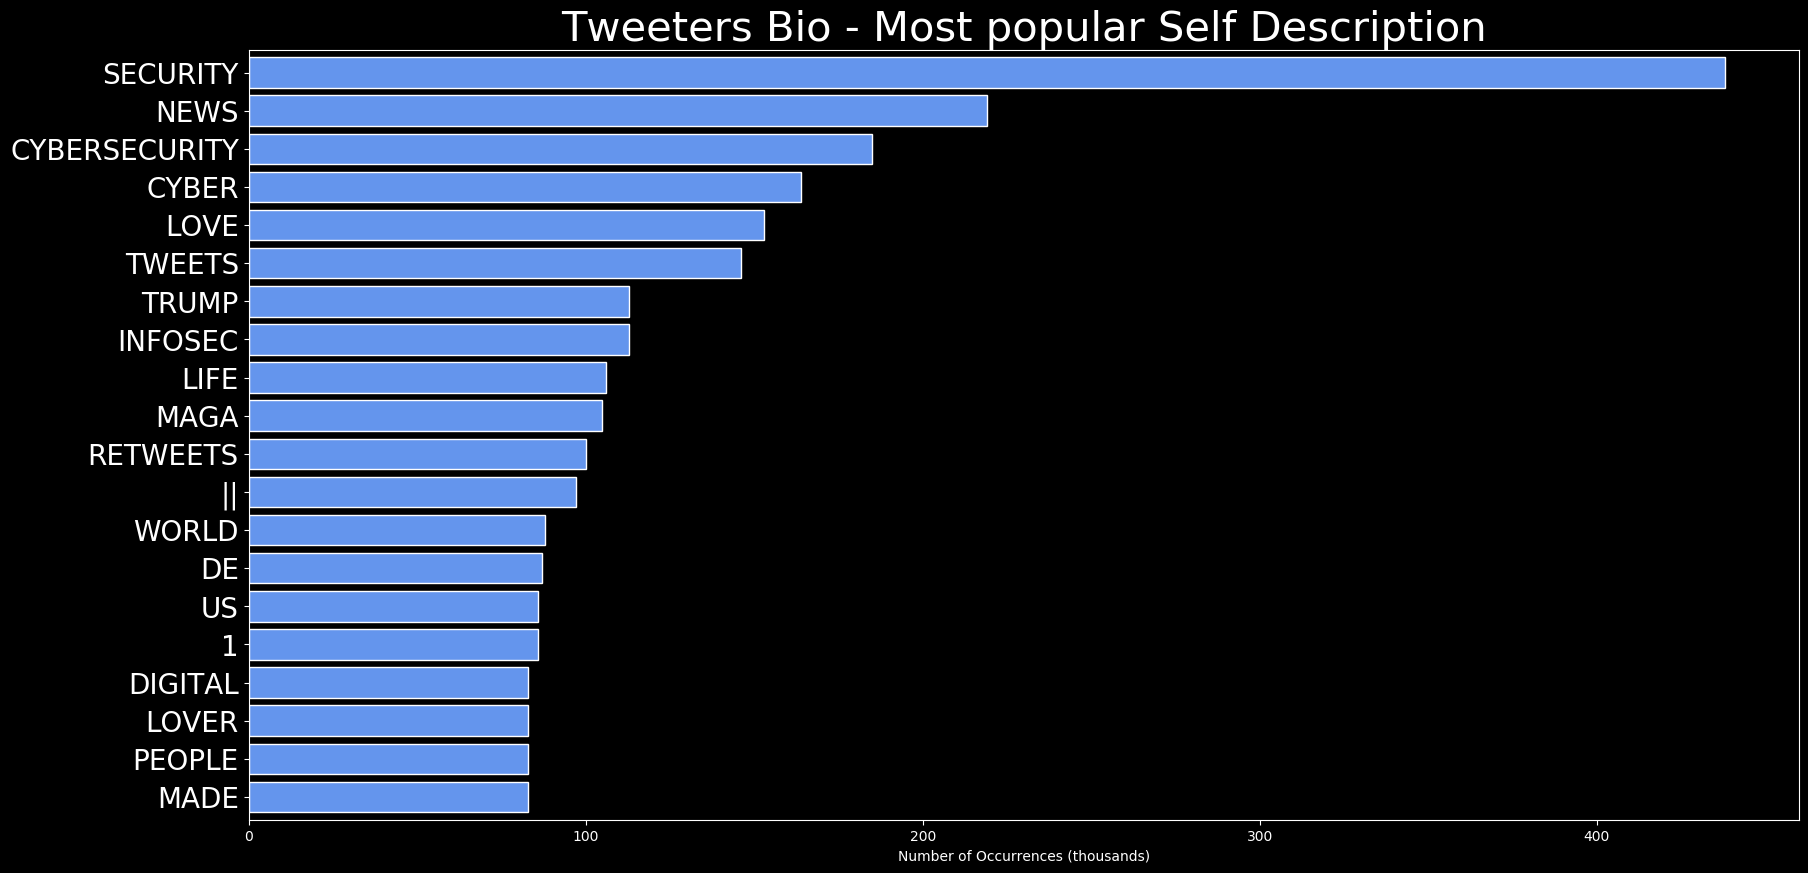 Tweeters Bio - Most popular Self Description
SECURITY
NEWS
CYBERSECURITY
CYBER
LOVE
TWEETS
TRUMP
INFOSEC
LIFE
MAGA
RETWEETS
||
WORLD
DE
US
1
DIGITAL
LOVER
PEOPLE
MADE
0 100 200 300 400
Number of Occurrences (thousands)